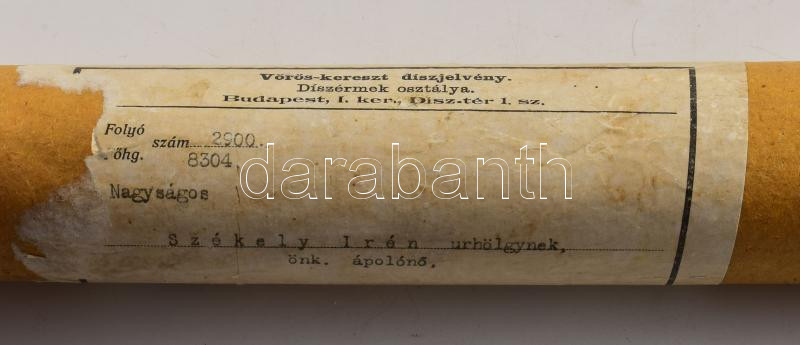 Vörös-kereszt díszjelvény.
Díszérmek osztálya.
Budapest, I. ker., Disz-tér 1. sz.
Folyó szám 2900.
őhg. 8304.
darabanth
Nagyságos
Székely Irén urhölgynek,
önk. ápolónő.